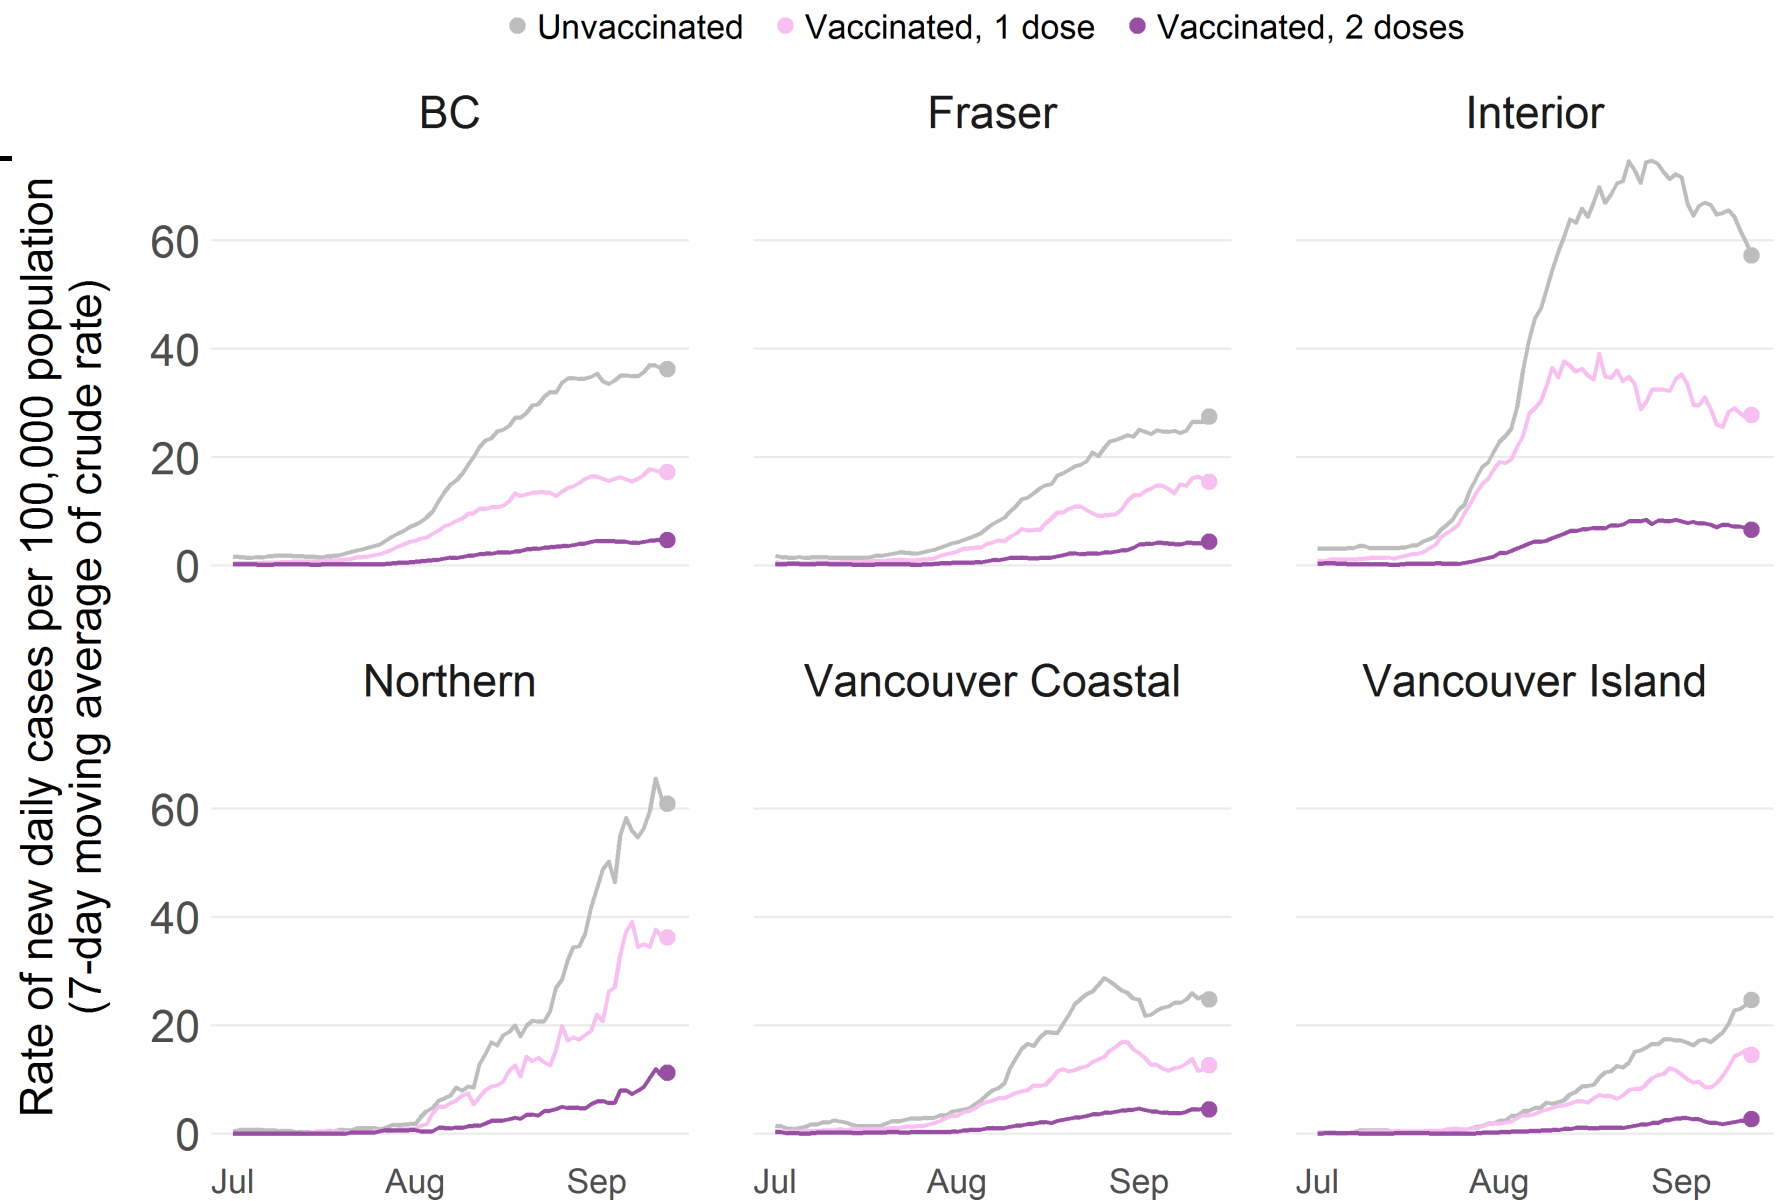 Unvaccinated Vaccinated, 1 dose Vaccinated, 2 doses
BC Fraser Interior
Rate of new daily cases per 100,000 population
(7-day moving average of crude rate)
60
40
20
0
Northern Vancouver Coastal Vancouver Island
60
40
20
0
Jul Aug Sep Jul Aug Sep Jul Aug Sep